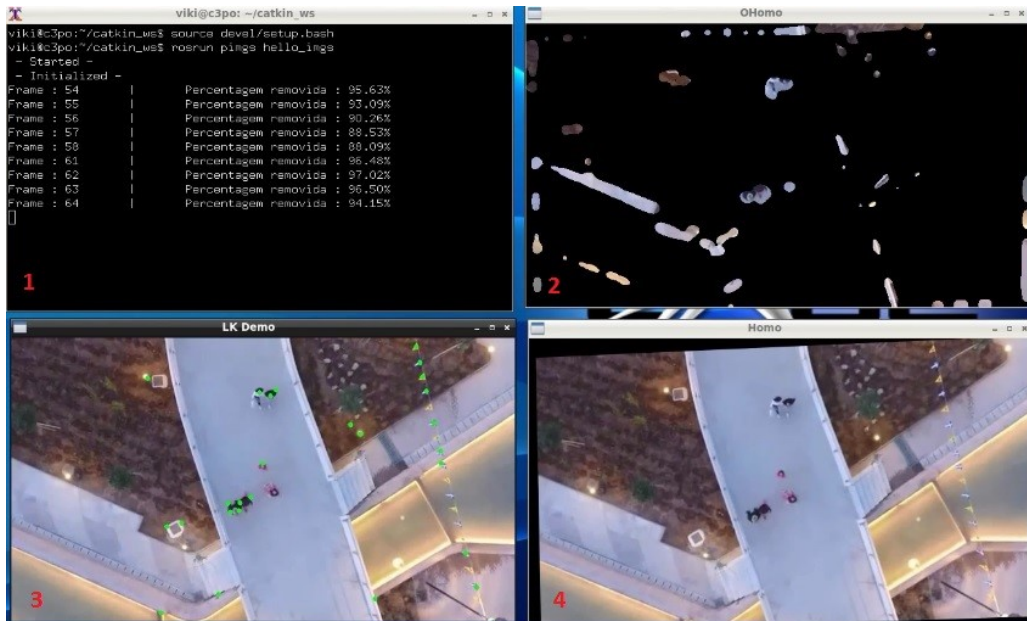 viki@c3po: ~/catkin_ws
viki@c3po:~/catkin_ws$ source devel/setup.bash
viki@c3po:~/catkin_ws$ rosrun pimgs hello_imgs
- Started -
- Initialized -
Frame : 54 | Percentagem removida : 95.63%
Frame : 55 | Percentagem removida : 93.09%
Frame : 56 | Percentagem removida : 90.26%
Frame : 57 | Percentagem removida : 88.53%
Frame : 58 | Percentagem removida : 88.09%
Frame : 61 | Percentagem removida : 96.48%
Frame : 62 | Percentagem removida : 97.02%
Frame : 63 | Percentagem removida : 96.50%
Frame : 64 | Percentagem removida : 94.15%
1
OHomo
2
LK Demo
3
Homo
4